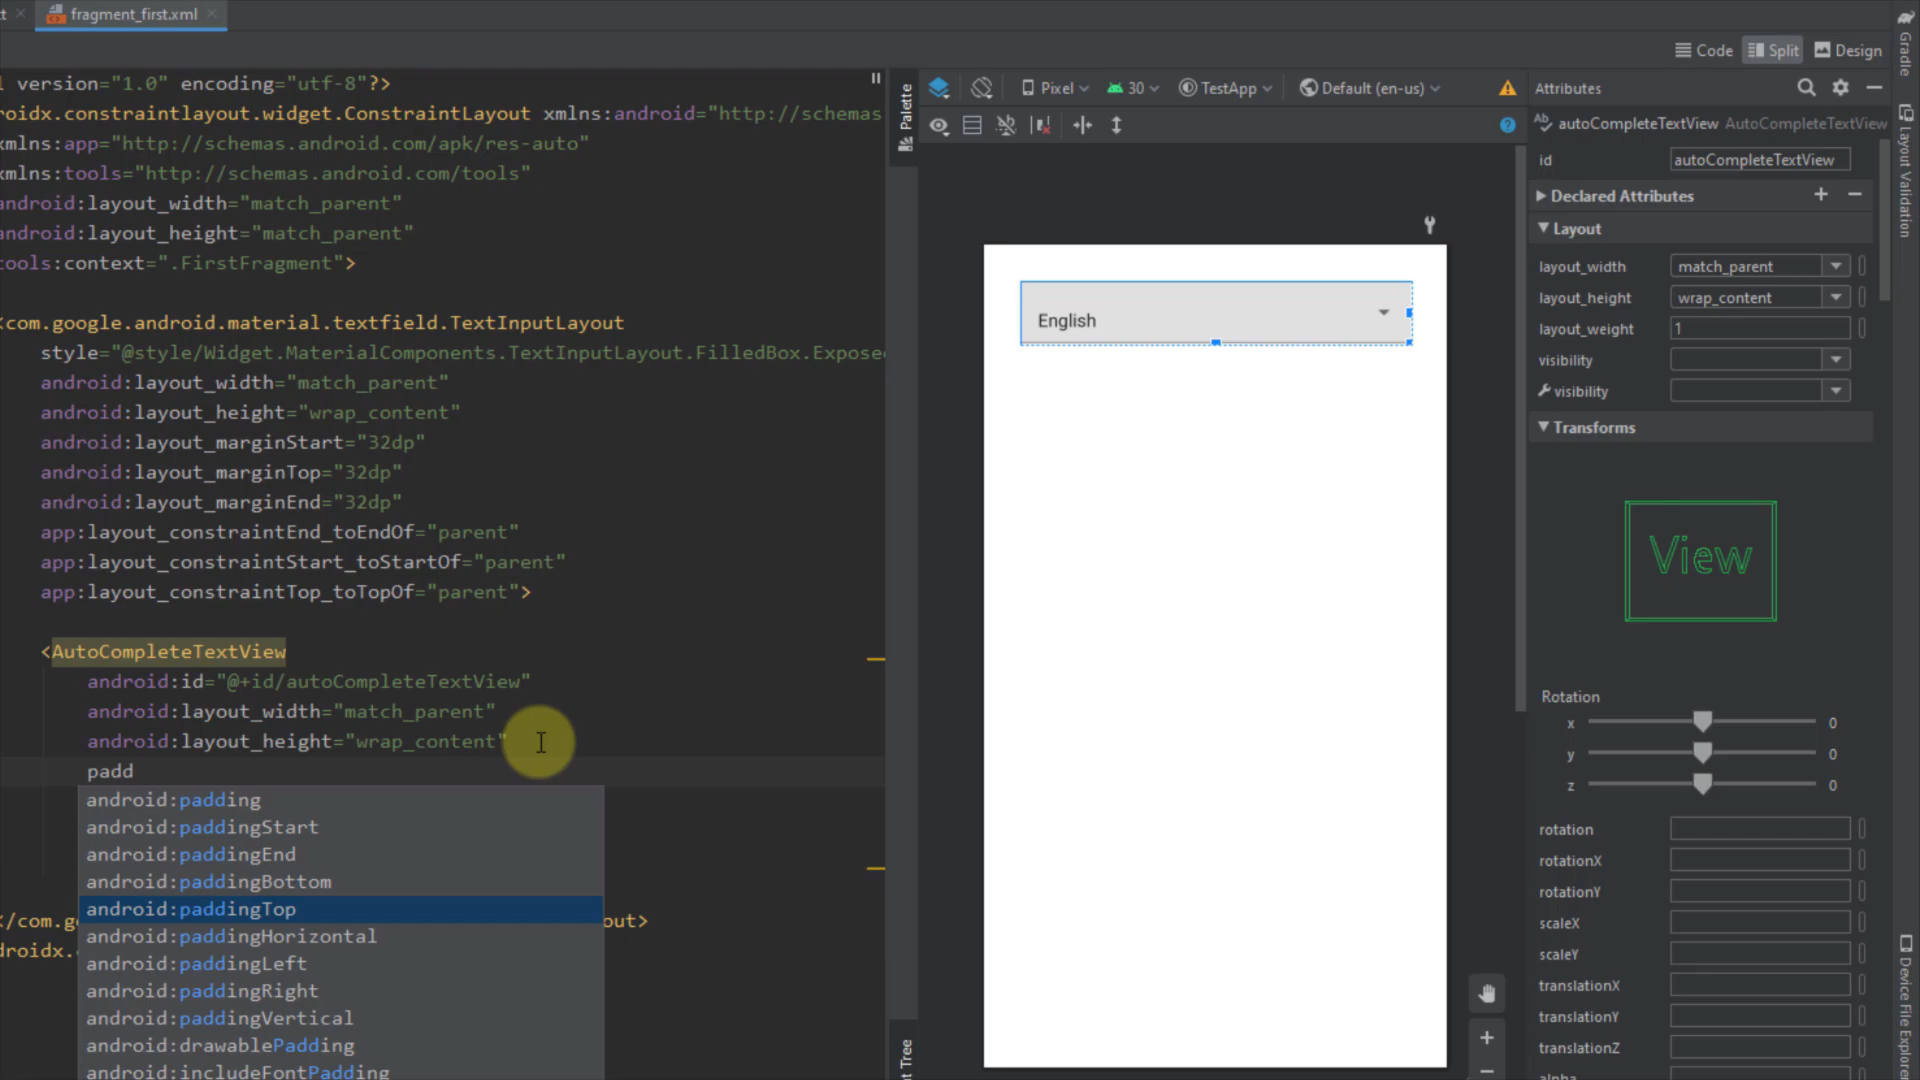 t
fragment_first.xml
Code
Split
Design
Gradle
l version="1.0" encoding="utf-8"?>
roidx.constraintlayout.widget.ConstraintLayout xmlns:android="http://schemas
xmlns:app="http://schemas.android.com/apk/res-auto"
xmlns:tools="http://schemas.android.com/tools"
android:layout_width="match_parent"
android:layout_height="match_parent"
tools:context=".FirstFragment">
<com.google.android.material.textfield.TextInputLayout
style="@style/Widget.MaterialComponents.TextInputLayout.FilledBox.Expose
android:layout_width="match_parent"
android:layout_height="wrap_content"
android:layout_marginStart="32dp"
android:layout_marginTop="32dp"
android:layout_marginEnd="32dp"
app:layout_constraintEnd_toEndOf="parent"
app:layout_constraintStart_toStartOf="parent"
app:layout_constraintTop_toTopOf="parent">
<AutoCompleteTextView
android:id="@+id/autoCompleteTextView"
android:layout_width="match_parent"
android:layout_height="wrap_content"
padd
android:padding
android:paddingStart
android:paddingEnd
android:paddingBottom
android:paddingTop
android:paddingHorizontal
android:paddingLeft
android:paddingRight
android:paddingVertical
android:drawablePadding
android:includeFontPadding
</com.g
out>
droidx.
Palette
t Tree
Pixel
30
TestApp
Default (en-us)
English
Attributes
Ab
autoCompleteTextView AutoCompleteTextView
id autoCompleteTextView
Declared Attributes
Layout
layout_width match_parent
layout_height wrap_content
layout_weight 1
visibility
visibility
Transforms
View
Rotation
x 0
y 0
z 0
rotation
rotationX
rotationY
scaleX
scaleY
translationX
translationY
translationZ
alpha
Layout Validation
Device File Explorer